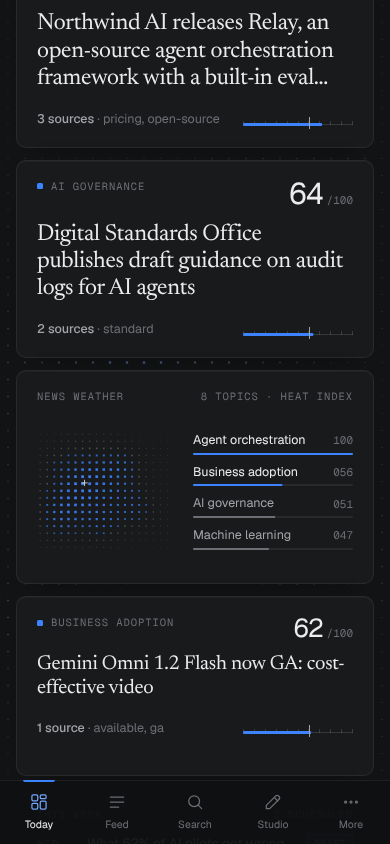 Northwind AI releases Relay, an
open-source agent orchestration
framework with a built-in eval...
3 sources · pricing, open-source
AI GOVERNANCE
64 /100
Digital Standards Office
publishes draft guidance on audit
logs for AI agents
2 sources · standard
NEWS WEATHER
8 TOPICS · HEAT INDEX
Agent orchestration 100
Business adoption 056
AI governance 051
Machine learning 047
BUSINESS ADOPTION
62 /100
Gemini Omni 1.2 Flash now GA: cost-
effective video
1 source · available, ga
Today Feed Search Studio More